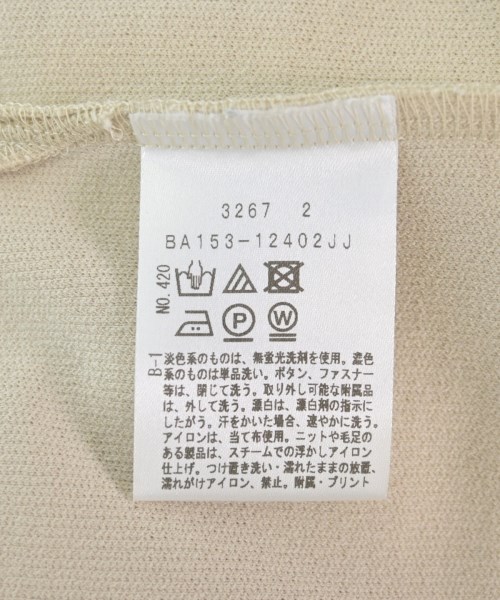 3267 2
BA153-12402JJ
NO.420
P
W
B-1
淡色系のものは、無蛍光洗剤を使用。濃色
系のものは単品洗い。ボタン、ファスナー
等は、閉じて洗う。取り外し可能な附属品
は、外して洗う。漂白は、漂白剤の指示に
したがう。汗をかいた場合、速やかに洗う。
アイロンは、当て布使用。ニットや毛足の
ある製品は、スチームでの浮かしアイロン
仕上げ。つけ置き洗い・濡れたままの放置、
濡れがけアイロン、禁止。附属・プリント